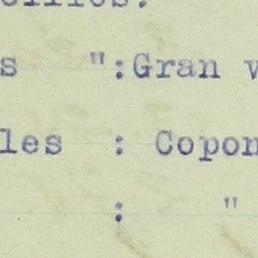 s ":Gran v
les : Copon
: "